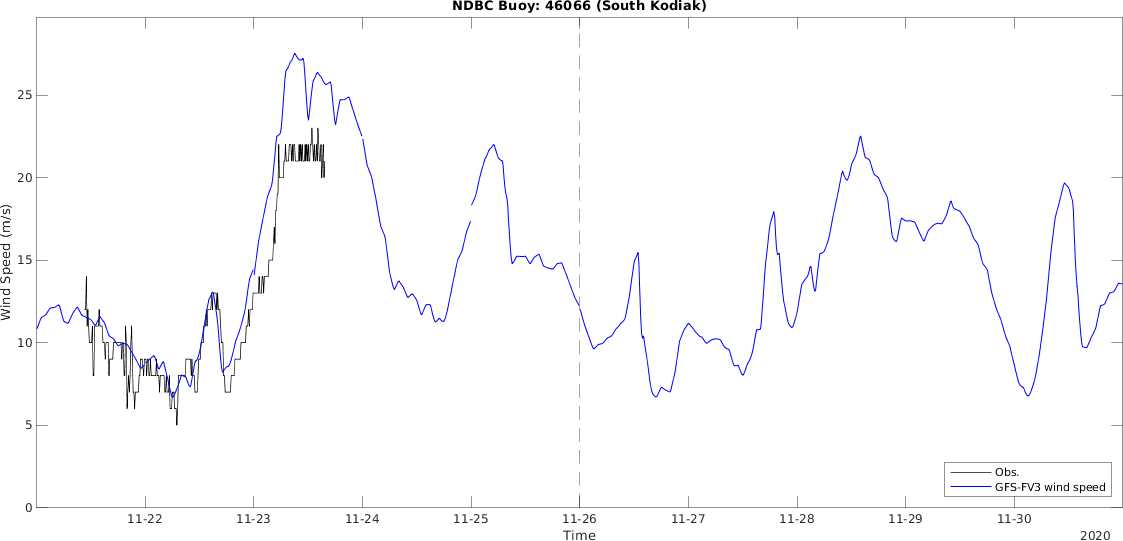 NDBC Buoy: 46066 (South Kodiak)
Wind Speed (m/s)
25
20
15
10
5
0
Obs.
GFS-FV3 wind speed
11-22 11-23 11-24 11-25 11-26 11-27 11-28 11-29 11-30
Time
2020